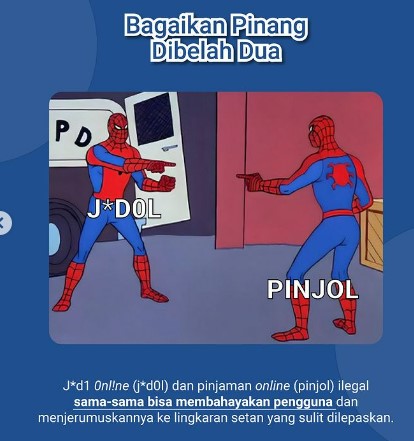 Bagaikan Pinang
Dibelah Dua
PD
J*D0L
PINJOL
J*d1 0nl!ne (j*d0l) dan pinjaman online (pinjol) ilegal
sama-sama bisa membahayakan pengguna dan
menjerumuskannya ke lingkaran setan yang sulit dilepaskan.